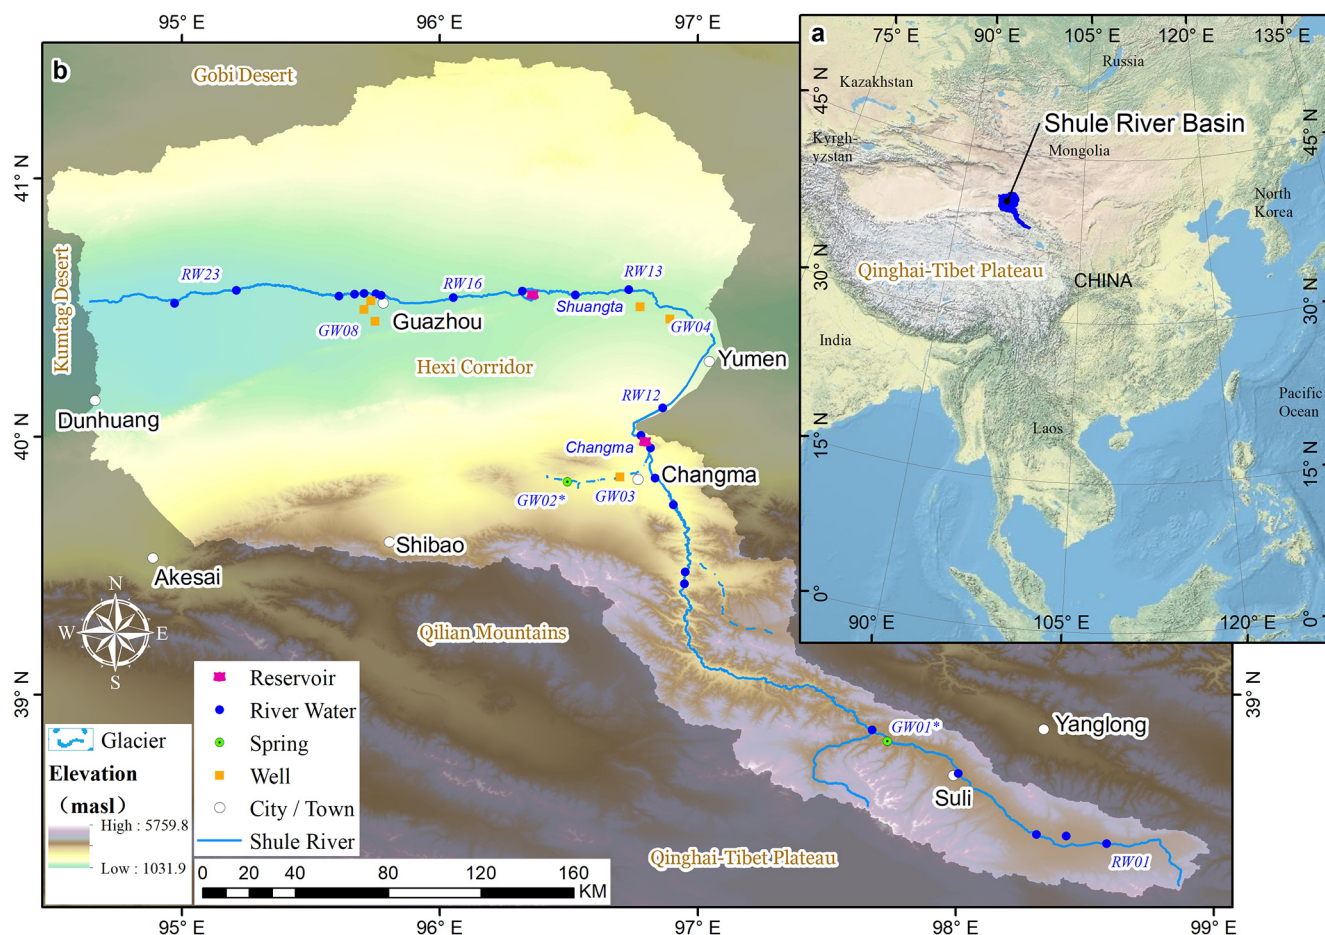 95° E
96° E
97° E
b
Gobi Desert
41° N
40° N
39° N
Kumtag Desert
RW23
RW16
RW13
Shuangta
GW08
Guazhou
GW04
Hexi Corridor
Yumen
RW12
Dunhuang
Changma
Changma
GW02*
GW03
Shibao
Akesai
N
W
E
S
Qilian Mountains
GW01*
Yanglong
Suli
RW01
Qinghai-Tibet Plateau
39° N
Reservoir
River Water
Spring
Well
City / Town
Shule River
Glacier
Elevation
(masl)
High : 5759.8
Low : 1031.9
0 20 40 80 120 160
KM
95° E
96° E
97° E
98° E
99° E
a
75° E
90° E
105° E
120° E
135° E
45° N
30° N
15° N
0°
45° N
30° N
15° N
0°
Russia
Kazakhstan
Shule River Basin
Kyrgh-
yzstan
Mongolia
North
Korea
Qinghai-Tibet Plateau
CHINA
India
Pacific
Ocean
Laos
90° E
105° E
120° E